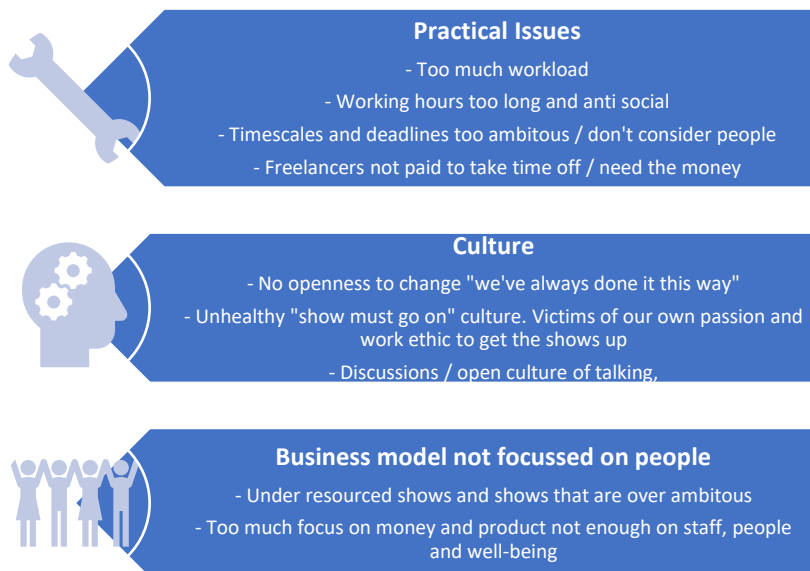 Practical Issues
- Too much workload
- Working hours too long and anti social
- Timescales and deadlines too ambitious / don't consider people
- Freelancers not paid to take time off / need the money
Culture
- No openness to change "we've always done it this way"
- Unhealthy "show must go on" culture. Victims of our own passion and
work ethic to get the shows up
- Discussions / open culture of talking,
Business model not focussed on people
- Under resourced shows and shows that are over ambitous
- Too much focus on money and product not enough on staff, people
and well-being